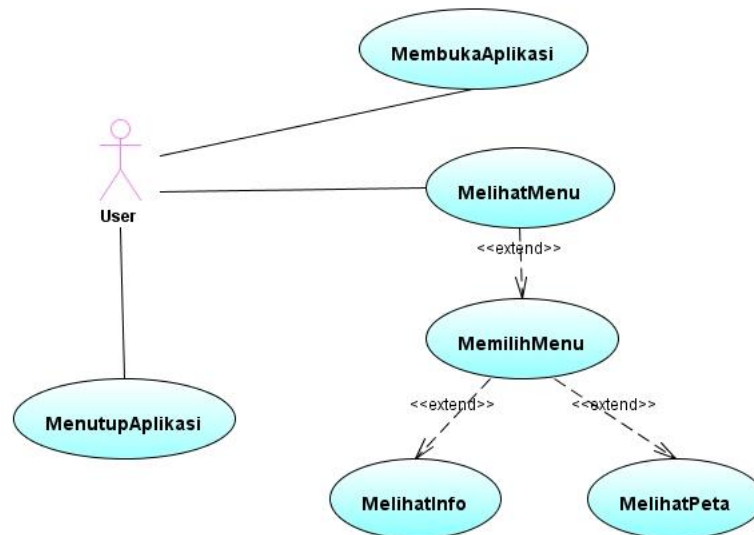 MembukaAplikasi
User
MelihatMenu
<<extend>>
MemilihMenu
MenutupAplikasi
<<extend>>
<<extend>>
MelihatInfo
MelihatPeta